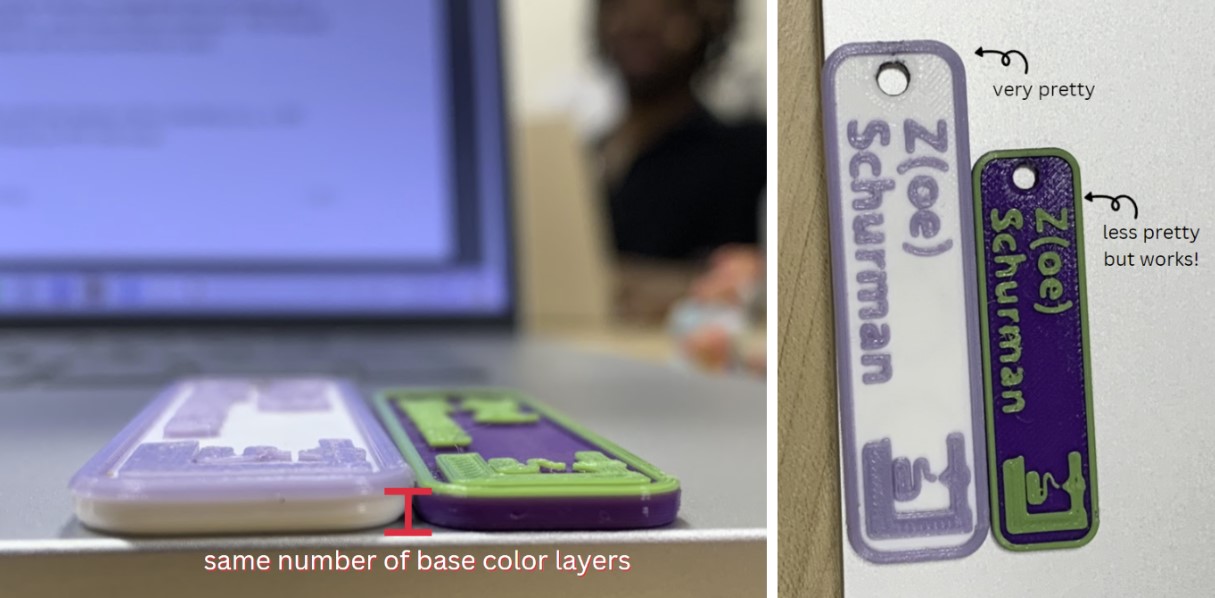 same number of base color layers
very pretty
Z(oe)
Schurman
less pretty
but works!
Z(oe)
Schurman